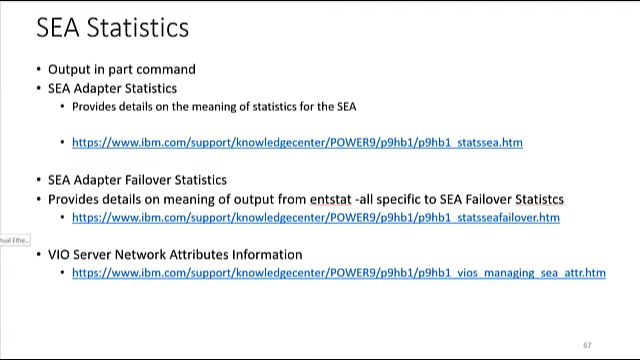 SEA Statistics
• Output in part command
• SEA Adapter Statistics
• Provides details on the meaning of statistics for the SEA
• https://www.ibm.com/support/knowledgecenter/POWER9/p9hb1/p9hb1_statssea.htm
• SEA Adapter Failover Statistics
• Provides details on meaning of output from entstat -all specific to SEA Failover Statistcs
• https://www.ibm.com/support/knowledgecenter/POWER9/p9hb1/p9hb1_statsseafailover.htm
tual Ethe...
• VIO Server Network Attributes Information
• https://www.ibm.com/support/knowledgecenter/POWER9/p9hb1/p9hb1_vios_managing_sea_attr.htm
67